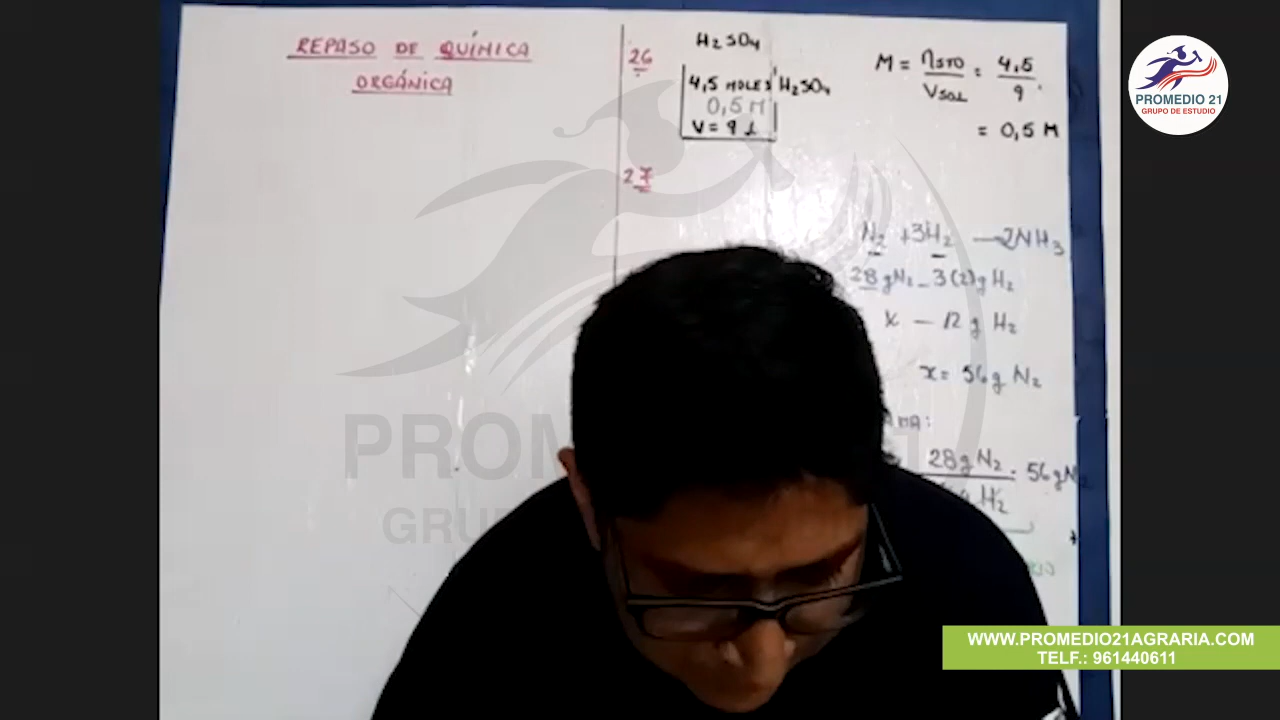 REPASO DE QUÍMICA
ORGÁNICA
26
H2SO4
4,5 MOLES H2SO4
0,5 M
V = 9 L
M = nSTO / VSOL = 4,5 / 9
= 0,5 M
27
N2 + 3H2 → 2NH3
28 g N2 - 3(2) g H2
x - 12 g H2
x = 56 g N2
28 g N2 . 56 g N
H2
PROMEDIO 21
GRUPO DE ESTUDIO
WWW.PROMEDIO21AGRARIA.COM
TELF.: 961440611